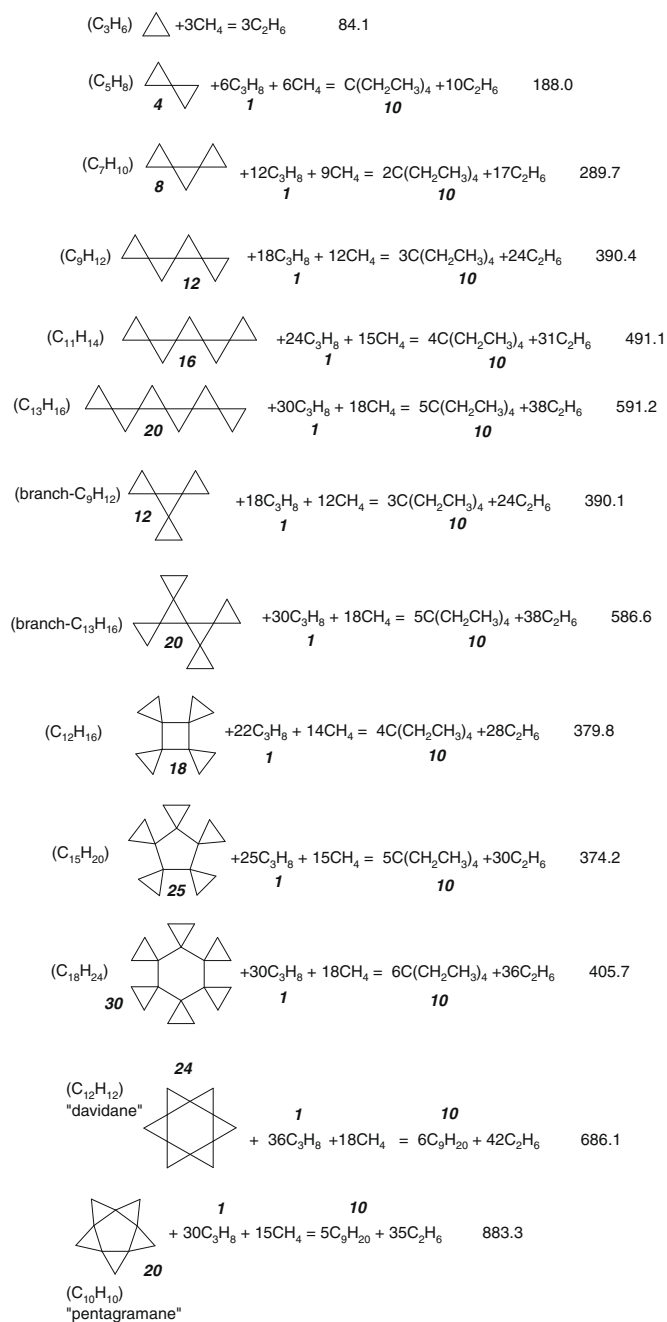 (C₃H₆) +3CH₄ = 3C₂H₆ 84.1
(C₅H₈) +6C₃H₈ + 6CH₄ = C(CH₂CH₃)₄ +10C₂H₆ 188.0
4 1 10
(C₇H₁₀) +12C₃H₈ + 9CH₄ = 2C(CH₂CH₃)₄ +17C₂H₆ 289.7
8 1 10
(C₉H₁₂) +18C₃H₈ + 12CH₄ = 3C(CH₂CH₃)₄ +24C₂H₆ 390.4
12 1 10
(C₁₁H₁₄) +24C₃H₈ + 15CH₄ = 4C(CH₂CH₃)₄ +31C₂H₆ 491.1
16 1 10
(C₁₃H₁₆) +30C₃H₈ + 18CH₄ = 5C(CH₂CH₃)₄ +38C₂H₆ 591.2
20 1 10
(branch-C₉H₁₂) +18C₃H₈ + 12CH₄ = 3C(CH₂CH₃)₄ +24C₂H₆ 390.1
12 1 10
(branch-C₁₃H₁₆) +30C₃H₈ + 18CH₄ = 5C(CH₂CH₃)₄ +38C₂H₆ 586.6
20 1 10
(C₁₂H₁₆) +22C₃H₈ + 14CH₄ = 4C(CH₂CH₃)₄ +28C₂H₆ 379.8
18 1 10
(C₁₅H₂₀) +25C₃H₈ + 15CH₄ = 5C(CH₂CH₃)₄ +30C₂H₆ 374.2
25 1 10
(C₁₈H₂₄) +30C₃H₈ + 18CH₄ = 6C(CH₂CH₃)₄ +36C₂H₆ 405.7
30 1 10
24
(C₁₂H₁₂)
"davidane"
1 10
+ 36C₃H₈ +18CH₄ = 6C₉H₂₀ + 42C₂H₆ 686.1
1 10
+ 30C₃H₈ + 15CH₄ = 5C₉H₂₀ + 35C₂H₆ 883.3
20
(C₁₀H₁₀)
"pentagramane"